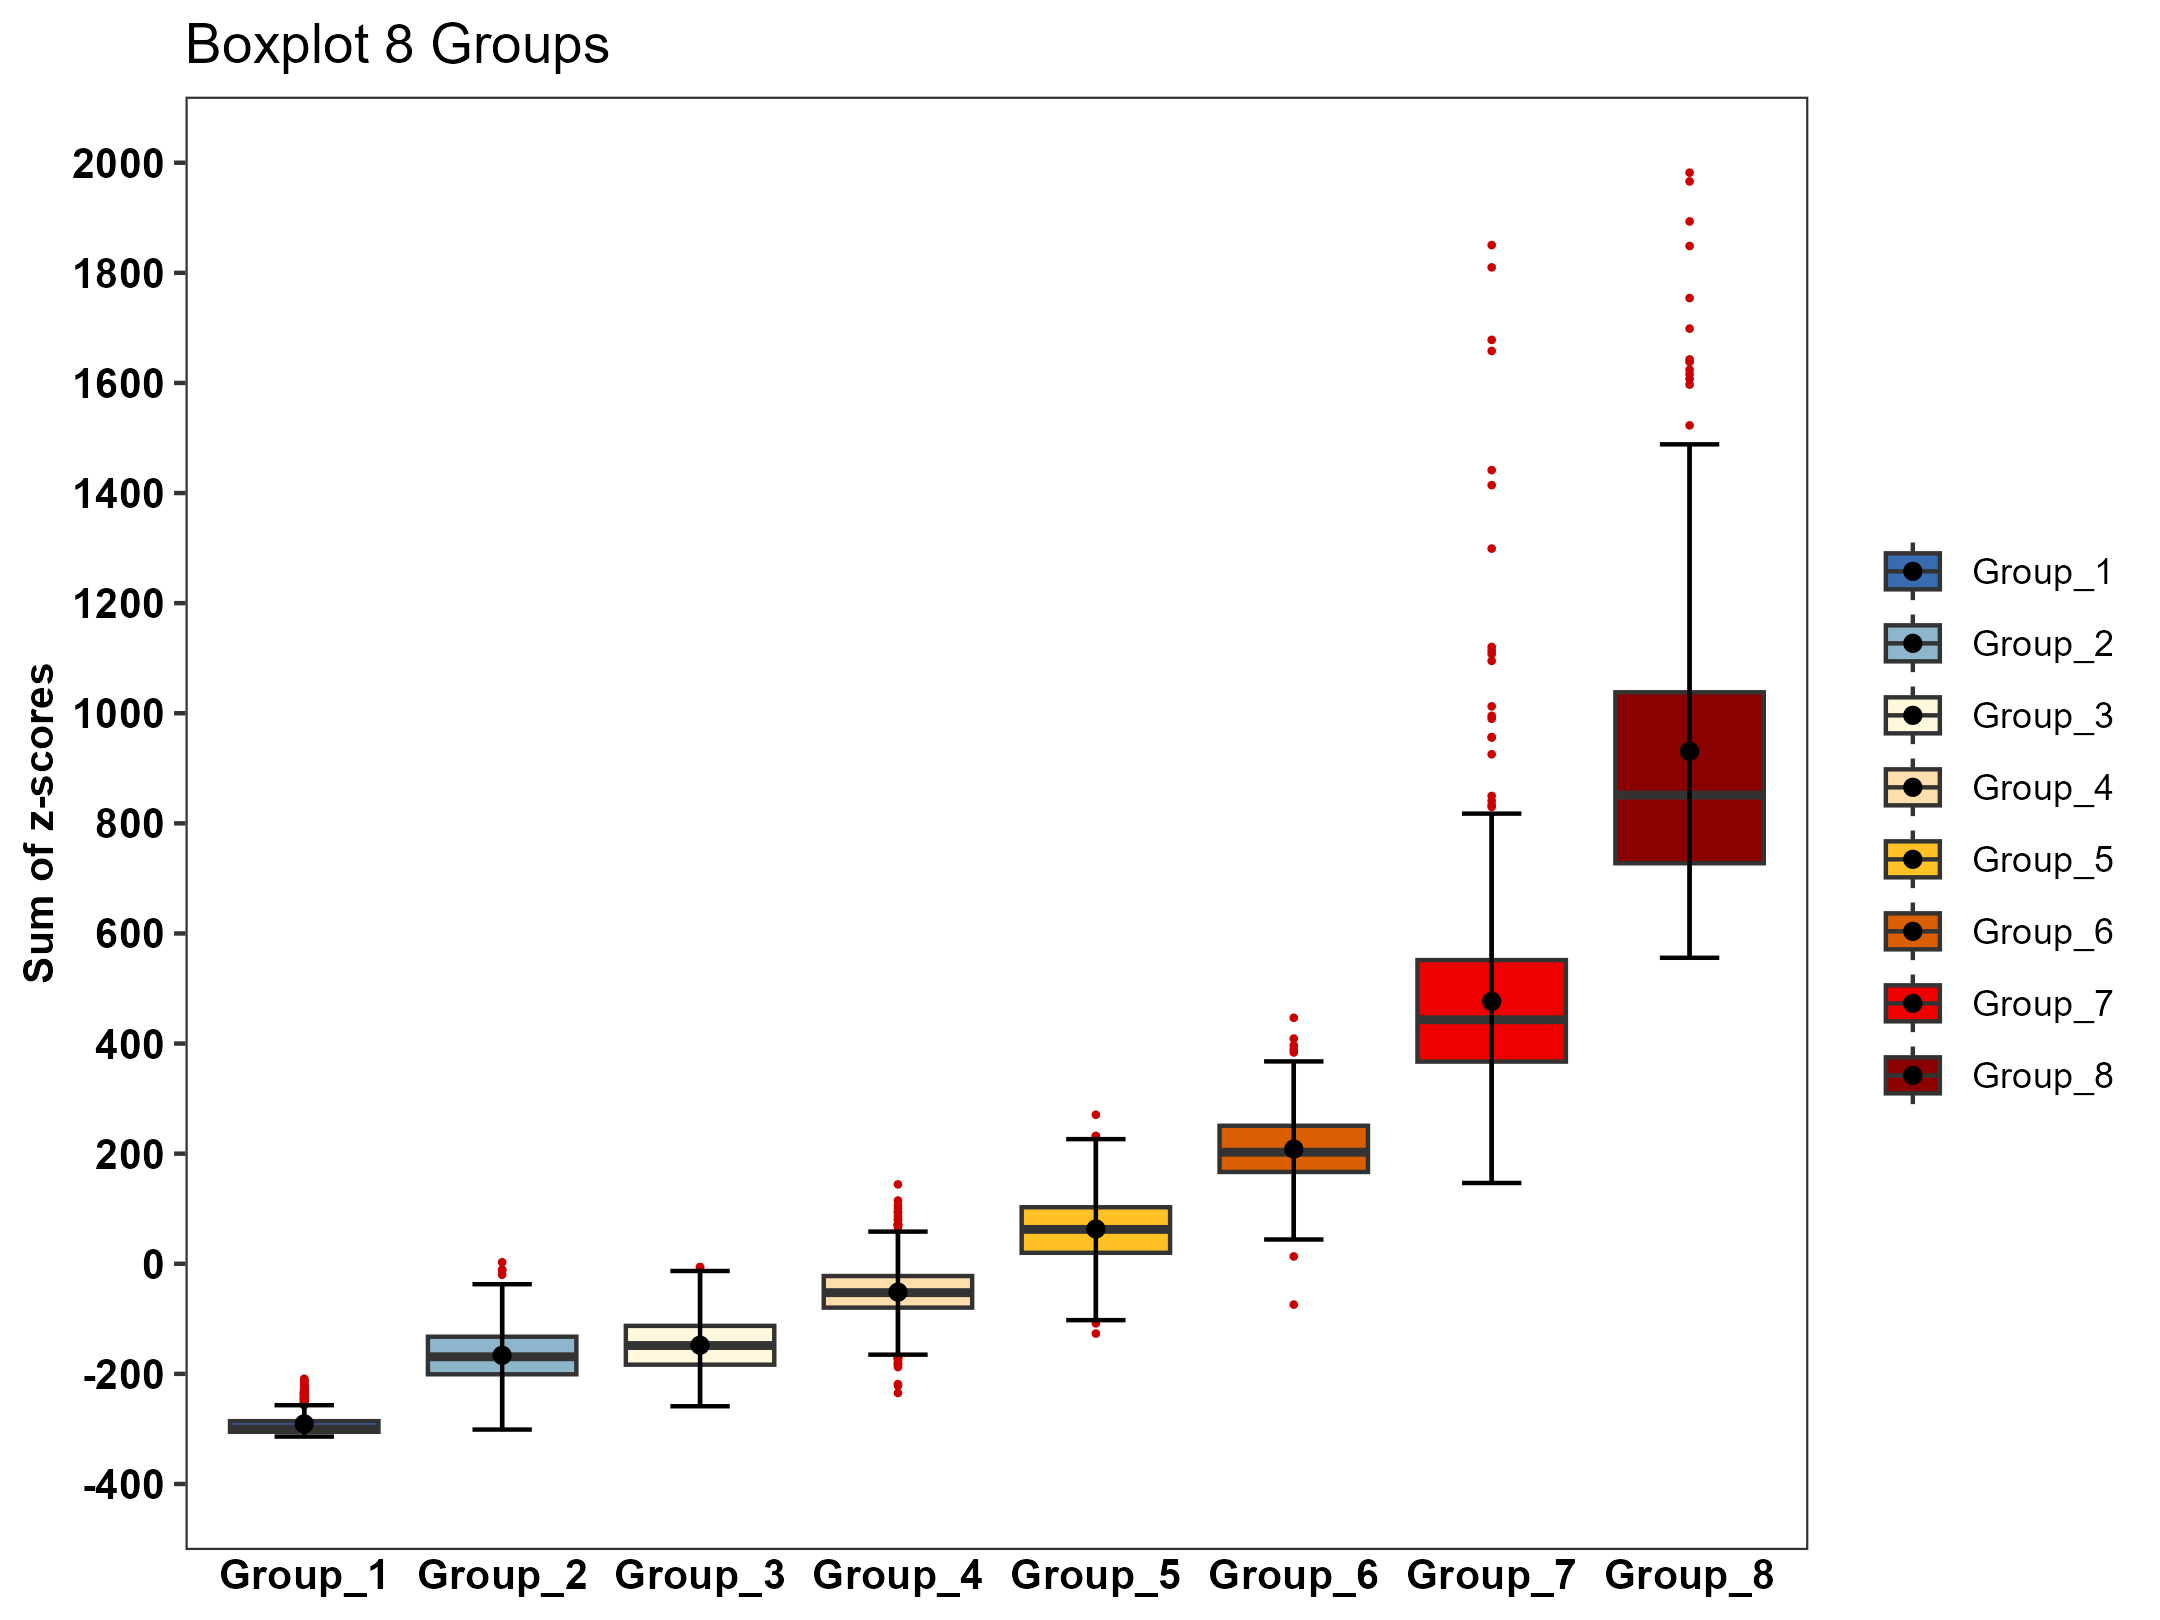 Boxplot 8 Groups
Sum of z-scores
2000
1800
1600
1400
1200
1000
800
600
400
200
0
-200
-400
Group_1 Group_2 Group_3 Group_4 Group_5 Group_6 Group_7 Group_8
Group_1
Group_2
Group_3
Group_4
Group_5
Group_6
Group_7
Group_8